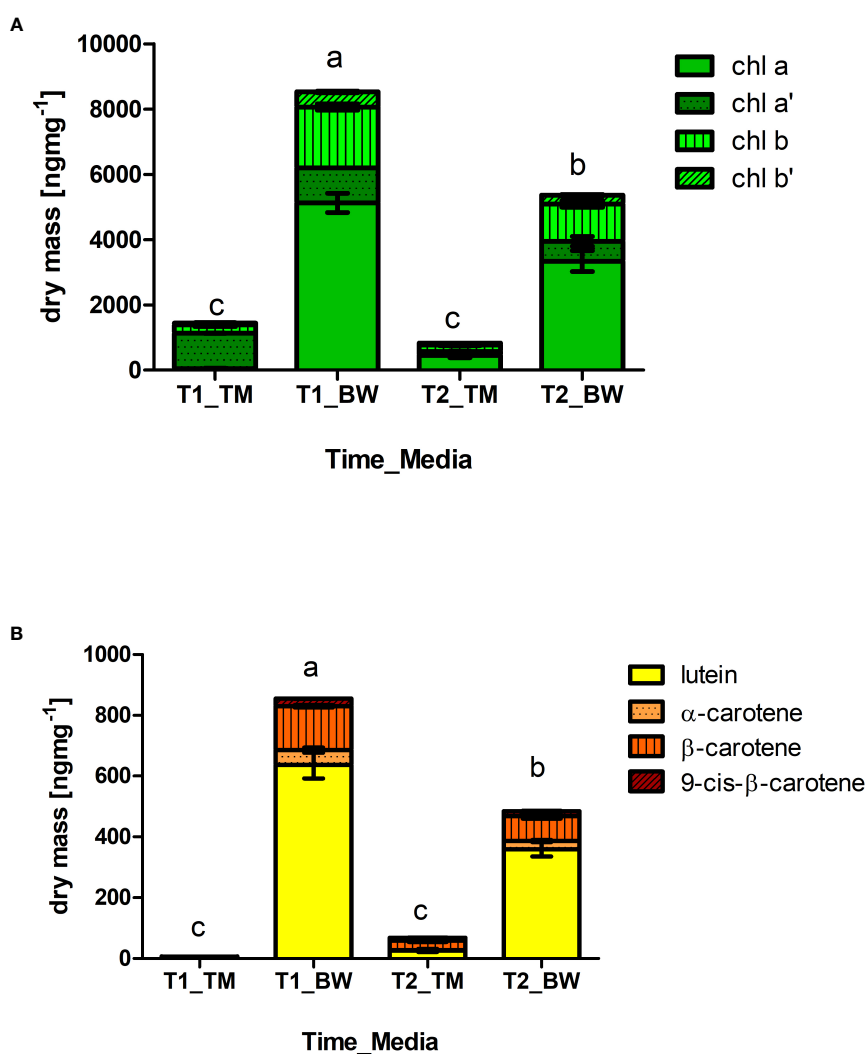 A
dry mass [ngmg-1]
10000
8000
6000
4000
2000
0
a
b
c
c
T1_TM T1_BW T2_TM T2_BW
Time_Media
chl a
chl a'
chl b
chl b'
B
dry mass [ngmg-1]
1000
800
600
400
200
0
a
b
c
c
T1_TM T1_BW T2_TM T2_BW
Time_Media
lutein
α-carotene
β-carotene
9-cis-β-carotene